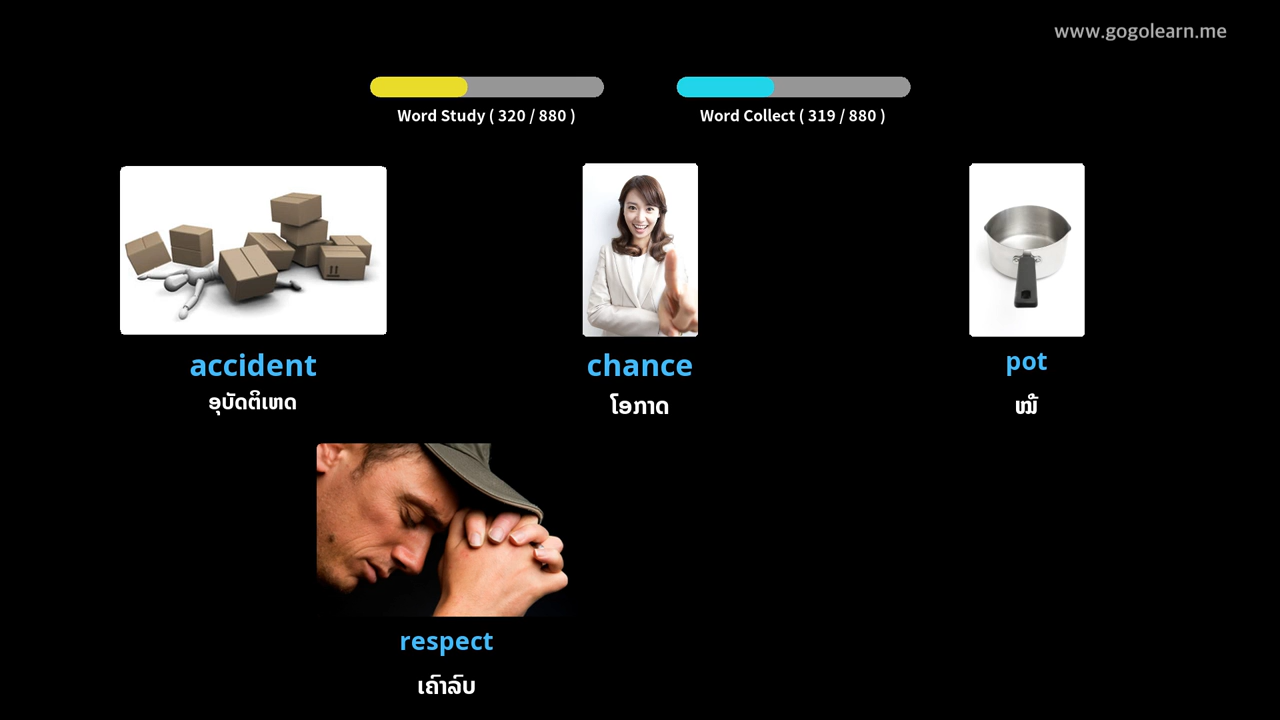 www.gogolearn.me
Word Study ( 320 / 880 )
Word Collect ( 319 / 880 )
accident
ອຸບັດຕິເຫດ
chance
ໂອກາດ
pot
ໝໍ້
respect
ເຄົາລົບ